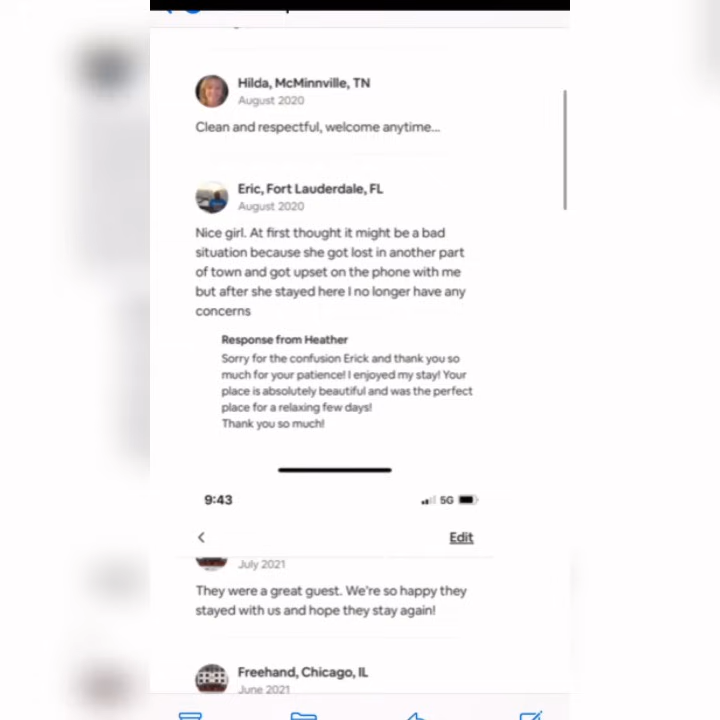 Hilda, McMinnville, TN
August 2020
Clean and respectful, welcome anytime...
Eric, Fort Lauderdale, FL
August 2020
Nice girl. At first thought it might be a bad
situation because she got lost in another part
of town and got upset on the phone with me
but after she stayed here I no longer have any
concerns
Response from Heather
Sorry for the confusion Erick and thank you so
much for your patience! I enjoyed my stay! Your
place is absolutely beautiful and was the perfect
place for a relaxing few days!
Thank you so much!
9:43
5G
Edit
July 2021
They were a great guest. We're so happy they
stayed with us and hope they stay again!
Freehand, Chicago, IL
June 2021